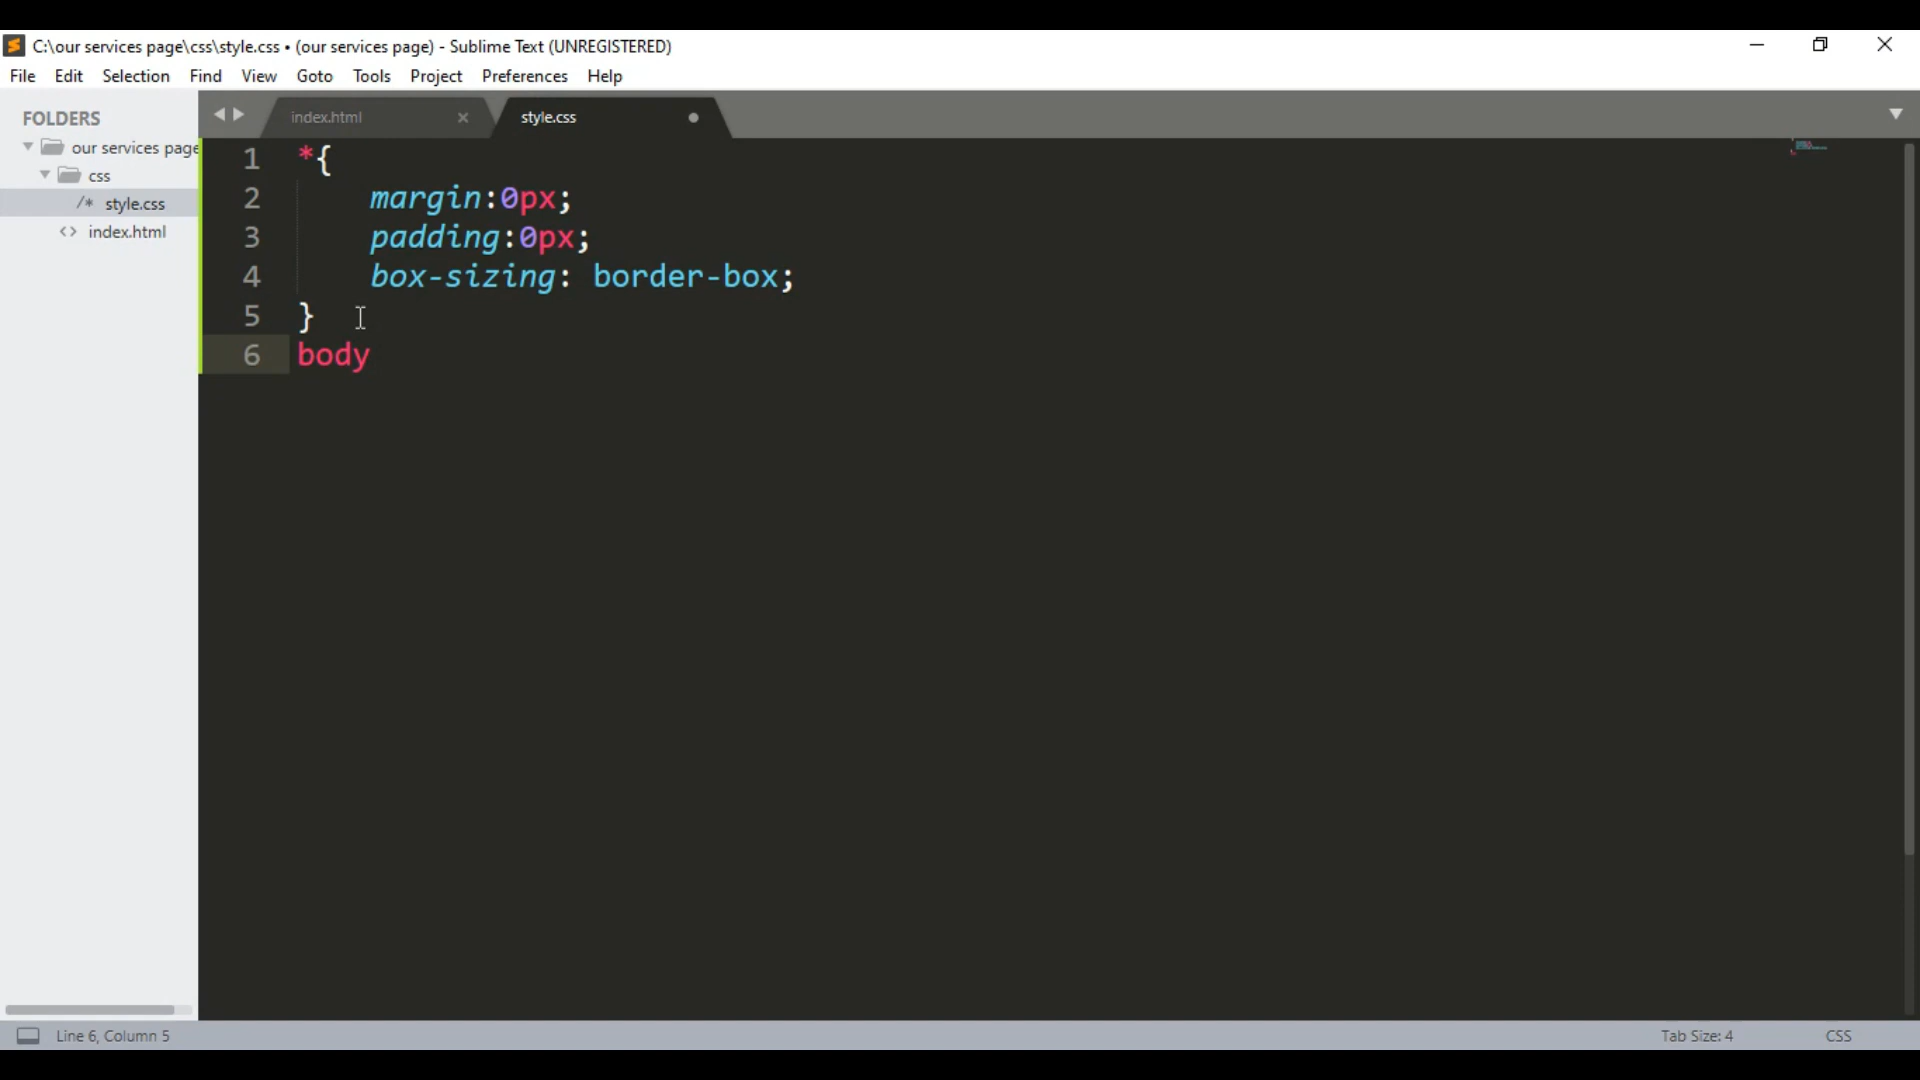 C:\our services page\css\style.css • (our services page) - Sublime Text (UNREGISTERED)
File Edit Selection Find View Goto Tools Project Preferences Help
FOLDERS
our services page
css
/* style.css
<> index.html
index.html
style.css
1 *{
2 margin:0px;
3 padding:0px;
4 box-sizing: border-box;
5 }
6 body
Line 6, Column 5
Tab Size: 4
CSS